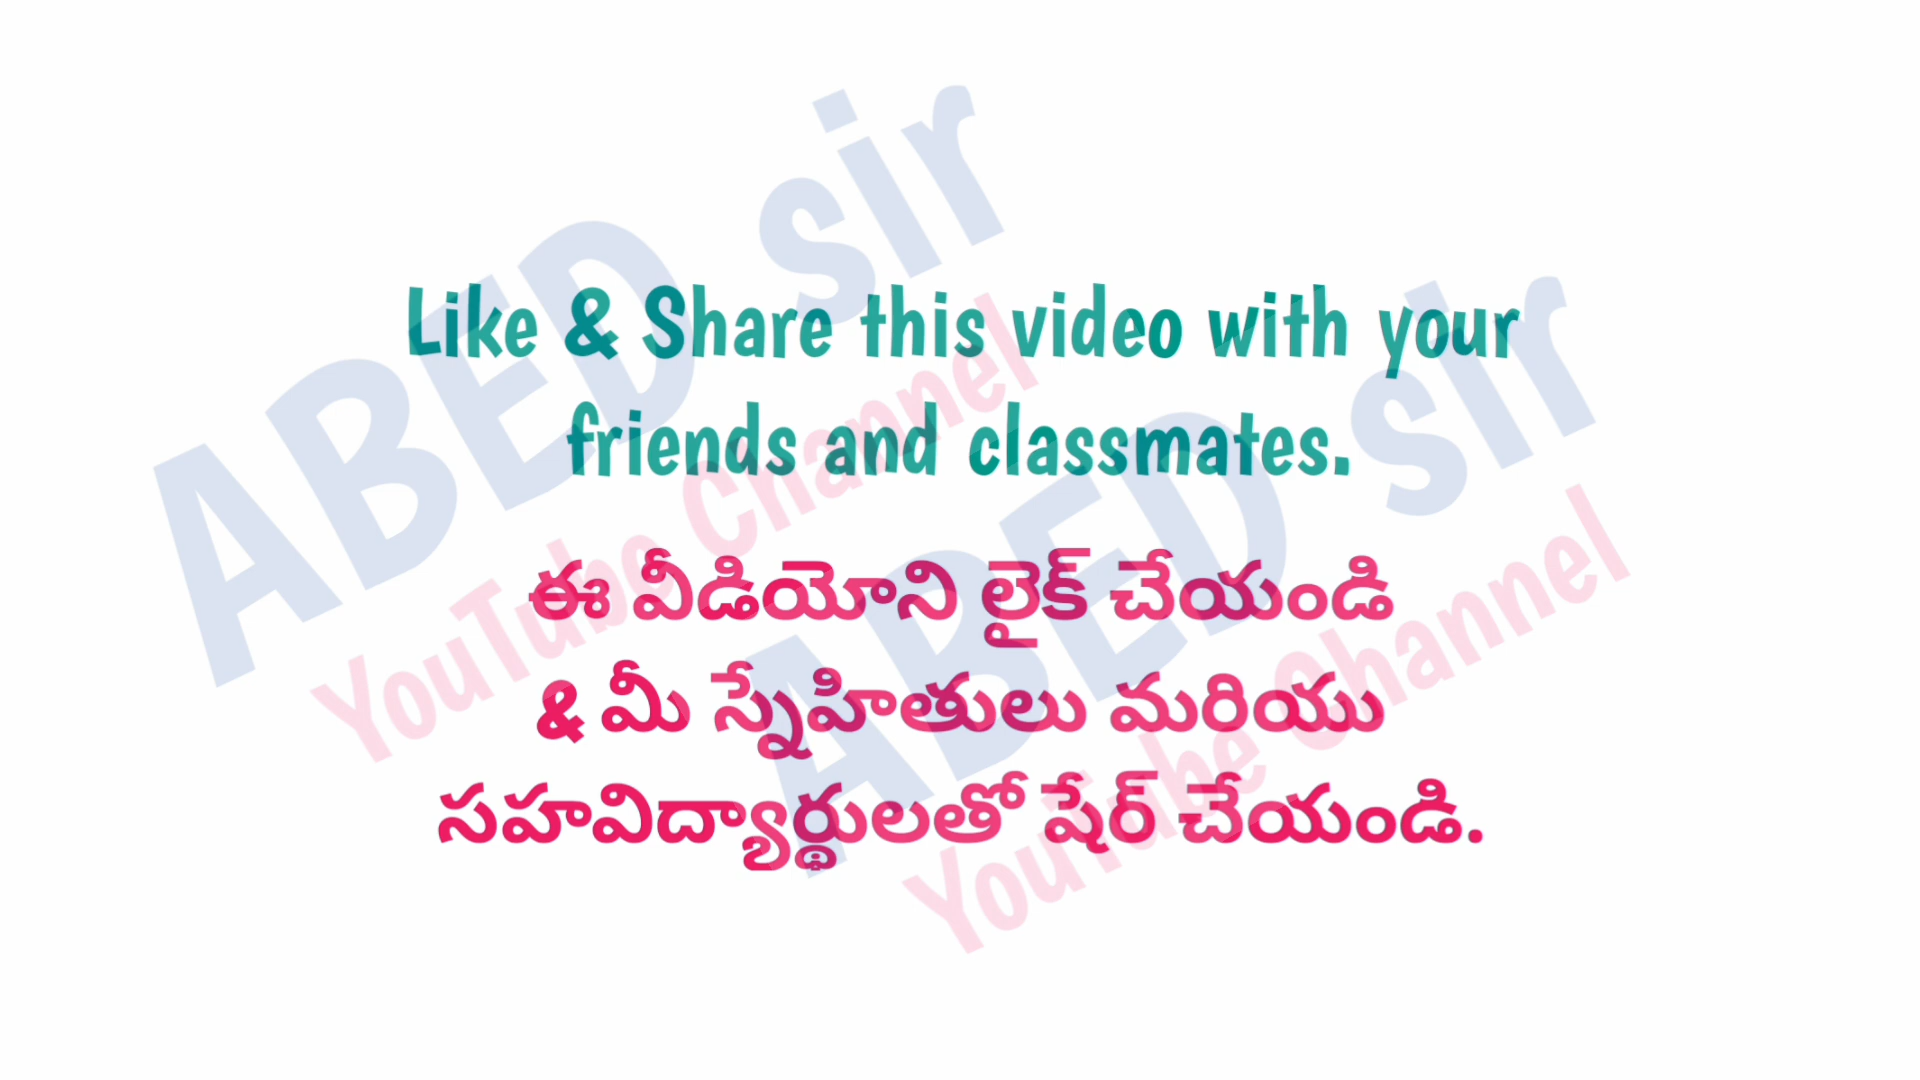 Like & Share this video with your
friends and classmates.
ఈ వీడియోని లైక్ చేయండి
& మీ స్నేహితులు మరియు
సహవిద్యార్థులతో షేర్ చేయండి.
ABED sir
YouTube Channel
ABED sir
YouTube Channel